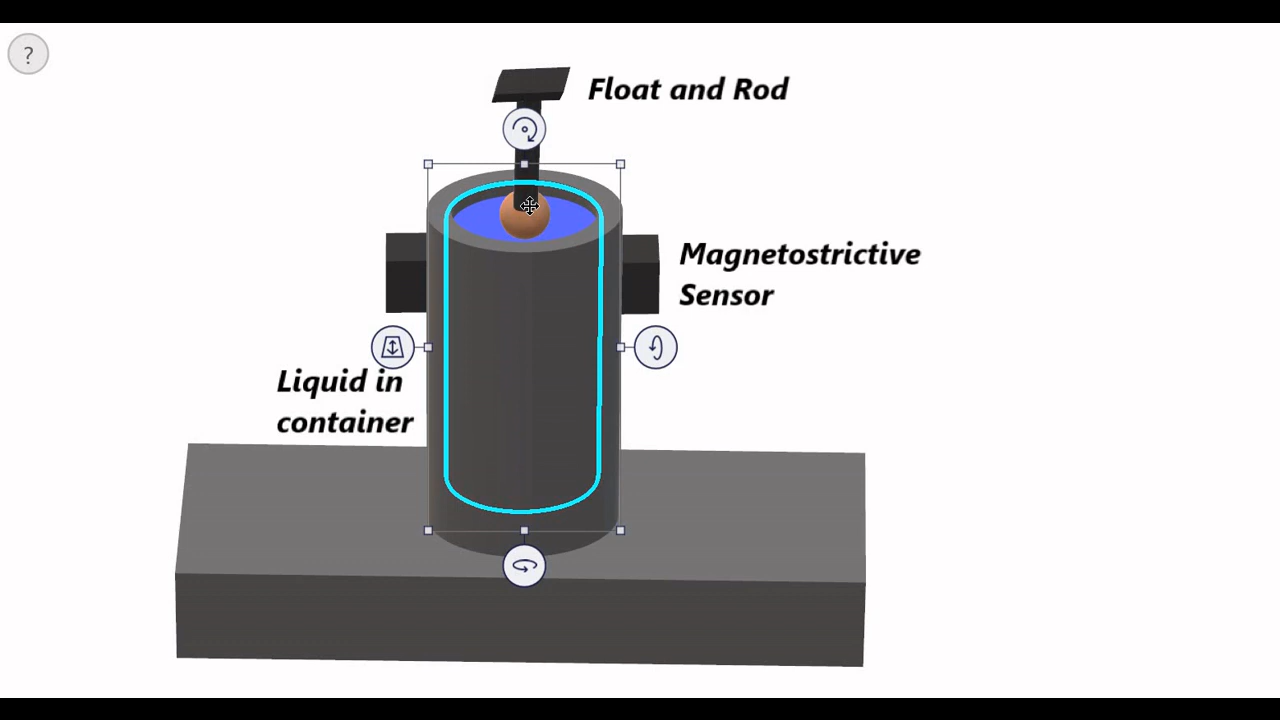 ?
Float and Rod
Magnetostrictive
Sensor
Liquid in
container